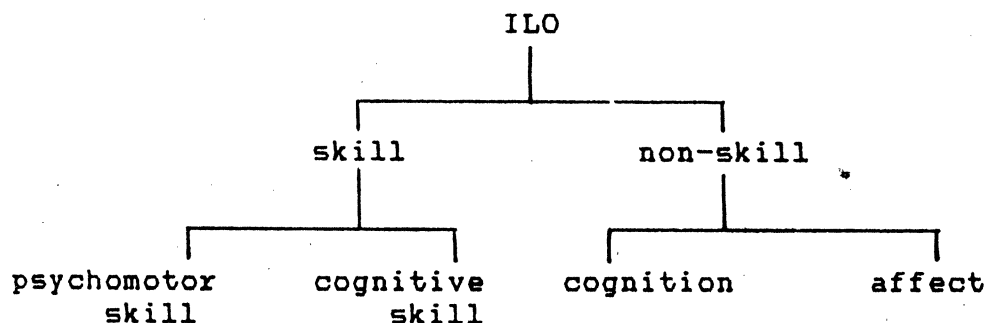 ILO
skill non-skill
psychomotor cognitive cognition affect
skill skill